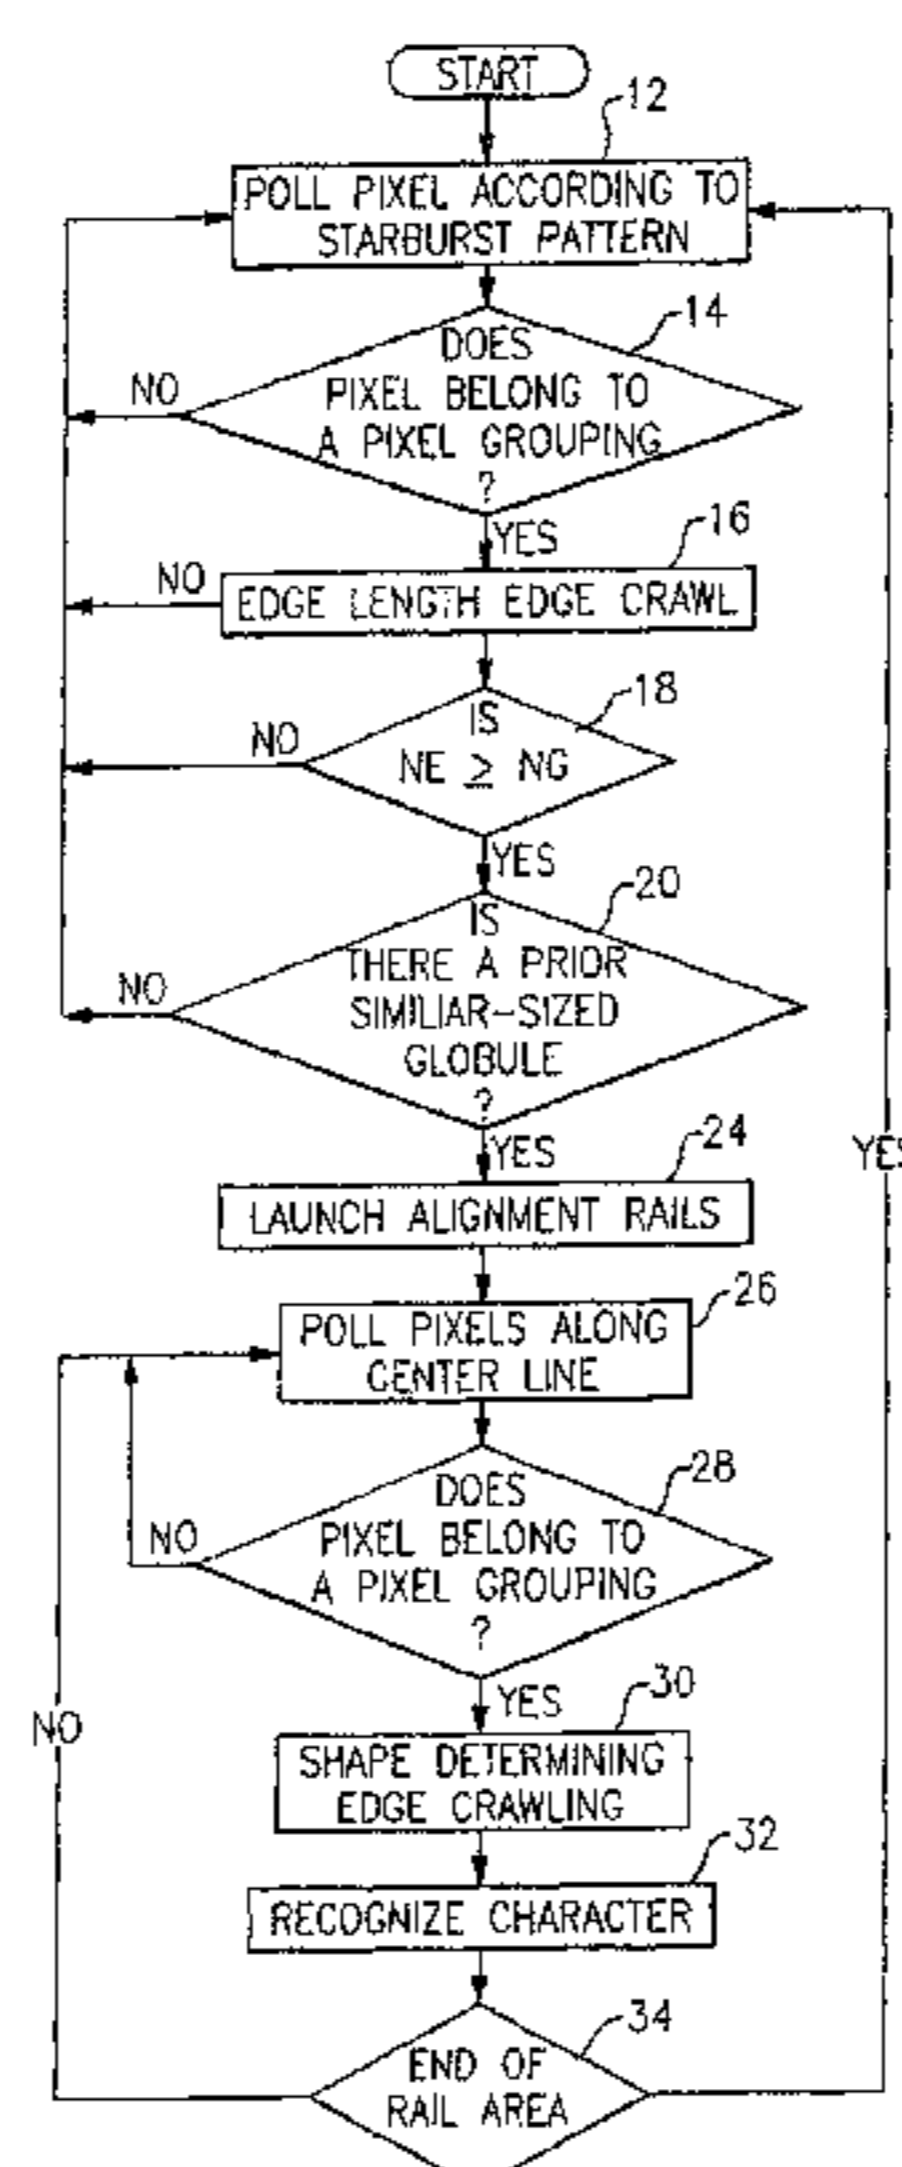 START
12
POLL PIXEL ACCORDING TO
STARBURST PATTERN
14
DOES
PIXEL BELONG TO
A PIXEL GROUPING
?
NO
YES
16
NO
EDGE LENGTH EDGE CRAWL
18
IS
NE ≥ NG
NO
YES
20
IS
THERE A PRIOR
SIMILIAR-SIZED
GLOBULE
?
NO
YES
YES
24
LAUNCH ALIGNMENT RAILS
26
POLL PIXELS ALONG
CENTER LINE
28
DOES
PIXEL BELONG TO
A PIXEL GROUPING
?
NO
YES
30
NO
SHAPE DETERMINING
EDGE CRAWLING
32
RECOGNIZE CHARACTER
34
END OF
RAIL AREA